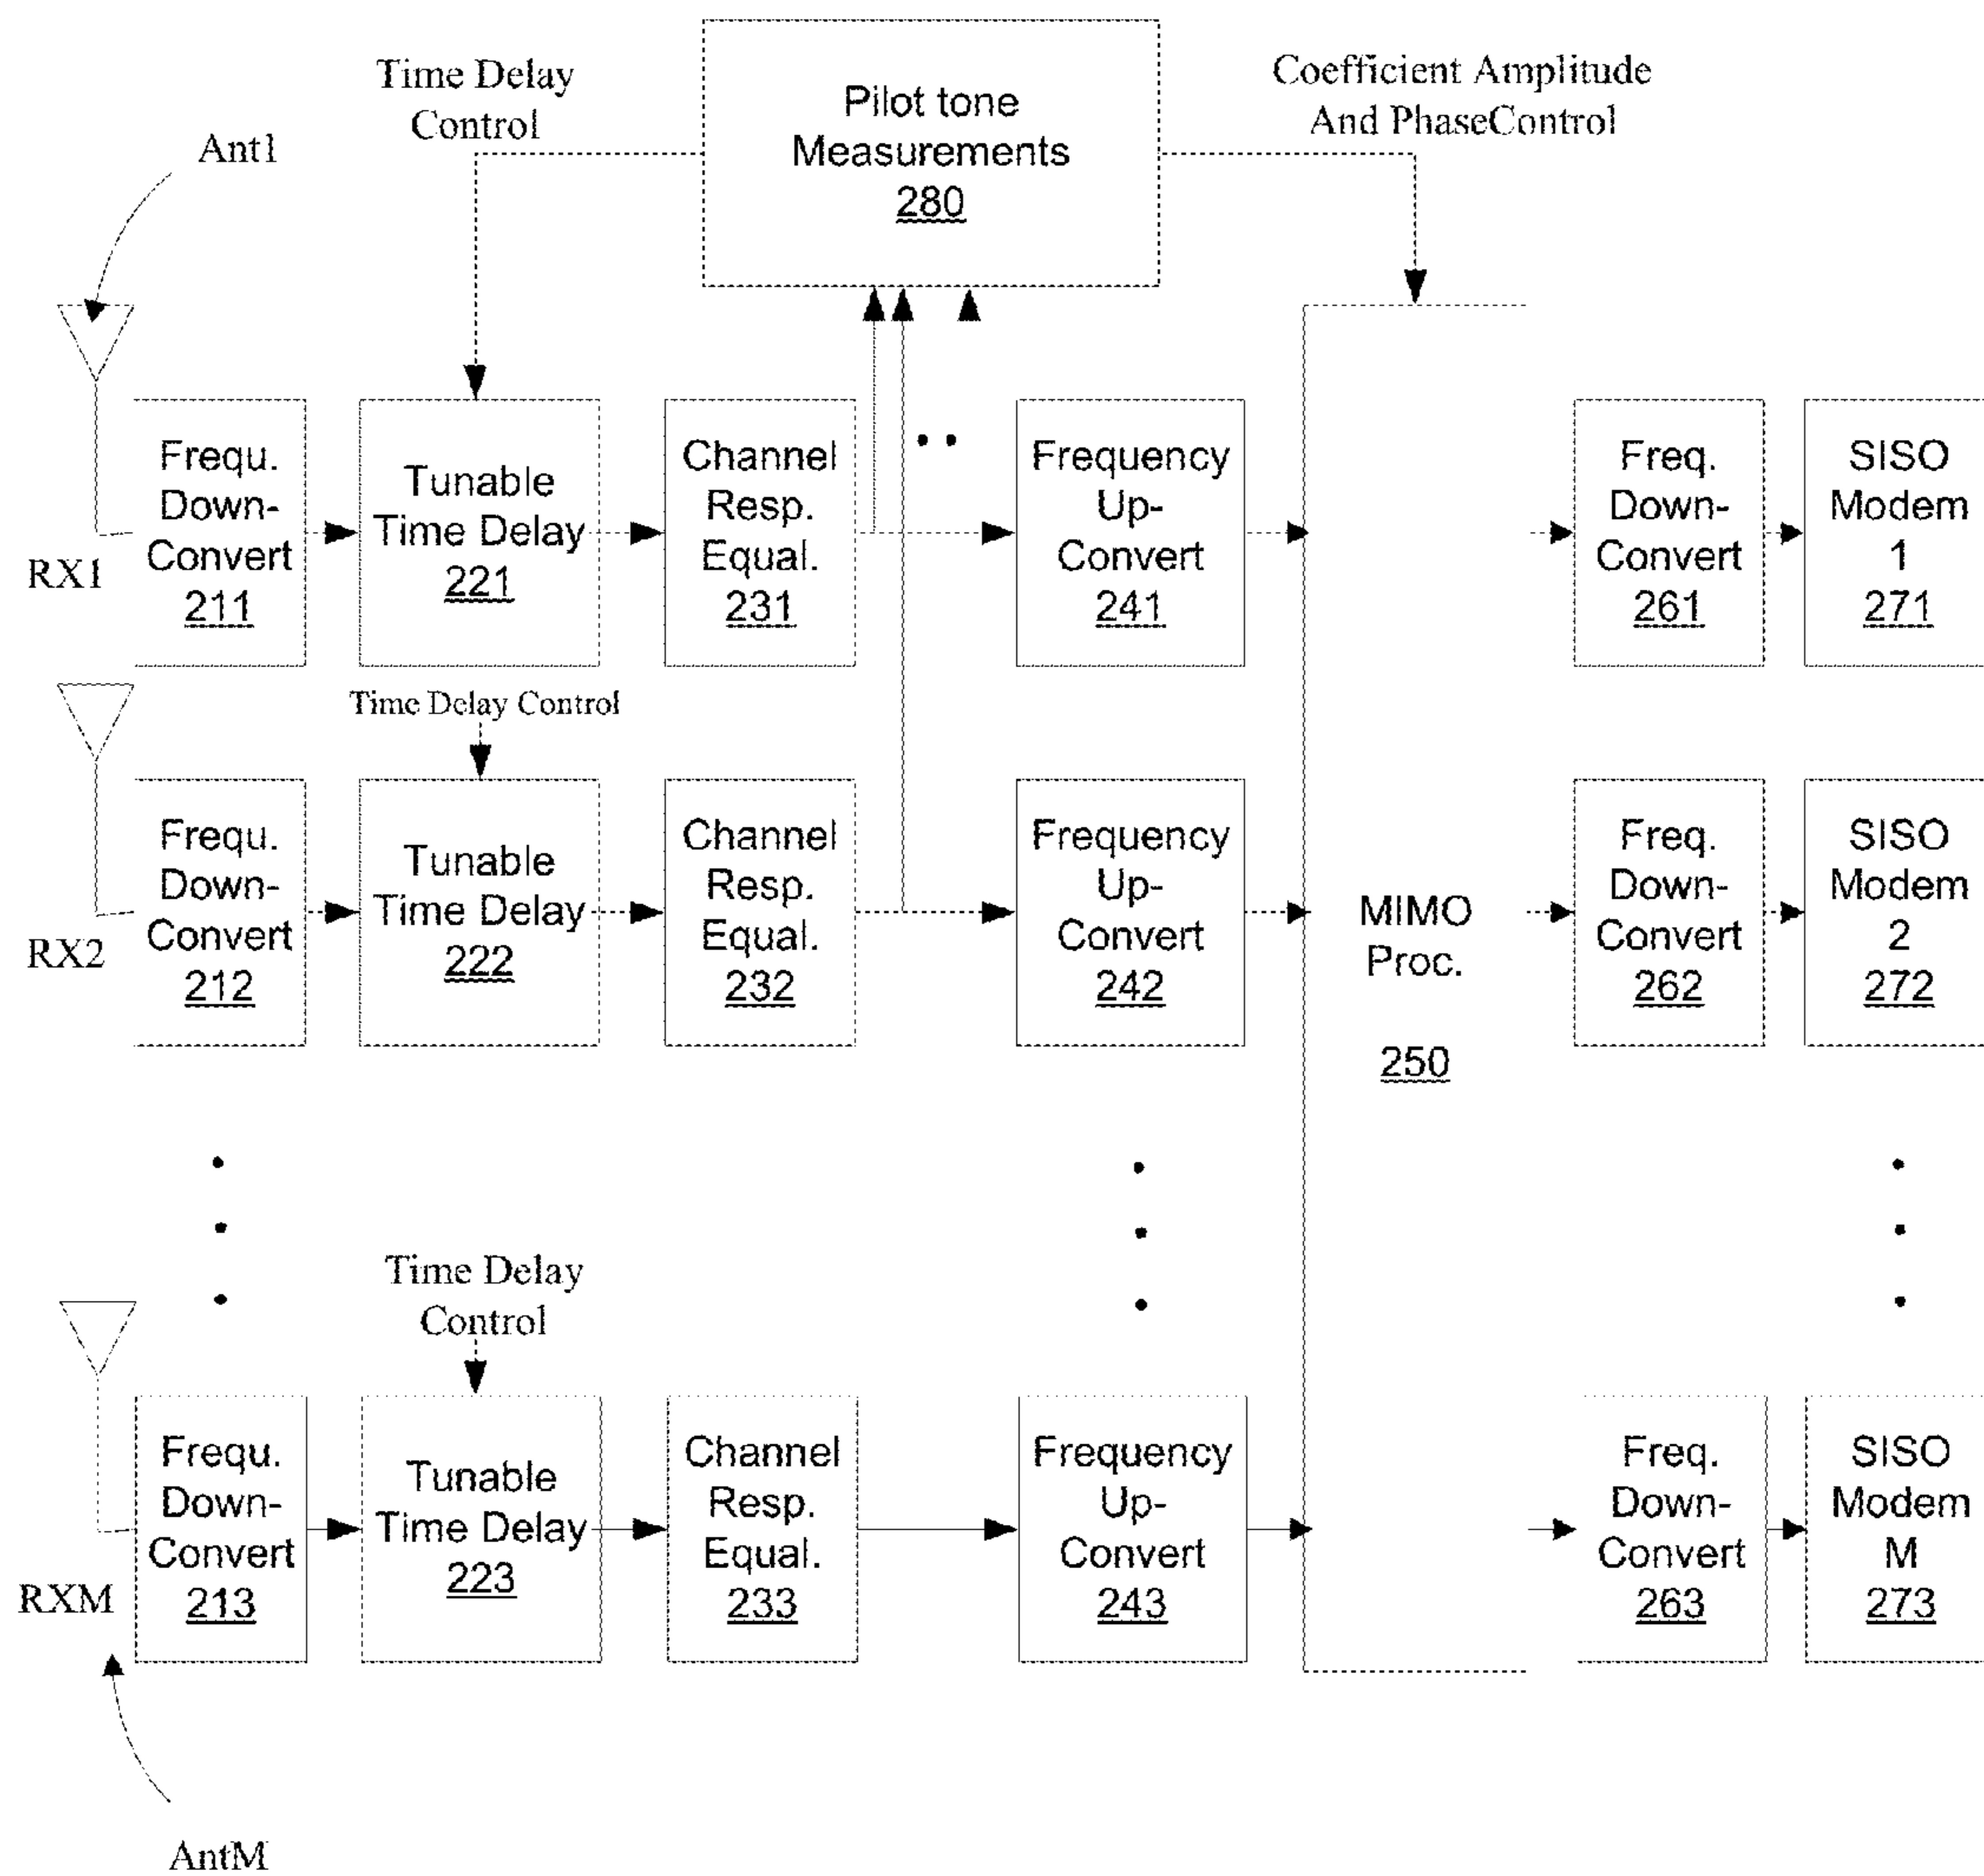 Time Delay
Control
Pilot tone
Measurements
280
Coefficient Amplitude
And PhaseControl
Ant1
RX1
Frequ.
Down-
Convert
211
Tunable
Time Delay
221
Channel
Resp.
Equal.
231
Frequency
Up-
Convert
241
Freq.
Down-
Convert
261
SISO
Modem
1
271
Time Delay Control
RX2
Frequ.
Down-
Convert
212
Tunable
Time Delay
222
Channel
Resp.
Equal.
232
Frequency
Up-
Convert
242
MIMO
Proc.
250
Freq.
Down-
Convert
262
SISO
Modem
2
272
Time Delay
Control
RXM
Frequ.
Down-
Convert
213
Tunable
Time Delay
223
Channel
Resp.
Equal.
233
Frequency
Up-
Convert
243
Freq.
Down-
Convert
263
SISO
Modem
M
273
AntM